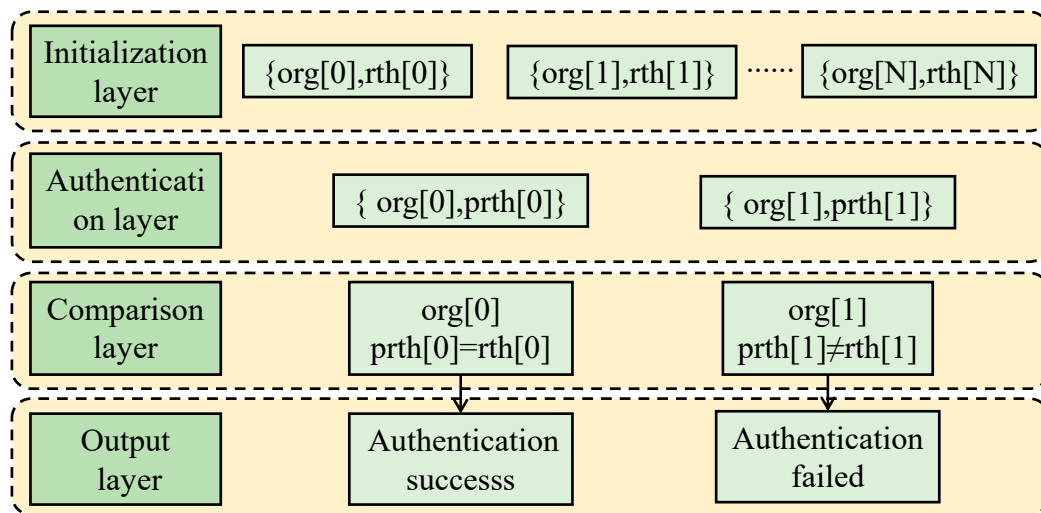 Initialization
layer
{org[0],rth[0]}
{org[1],rth[1]}
......
{org[N],rth[N]}
Authenticati
on layer
{ org[0],prth[0]}
{ org[1],prth[1]}
Comparison
layer
org[0]
prth[0]=rth[0]
org[1]
prth[1]≠rth[1]
Output
layer
Authentication
successs
Authentication
failed